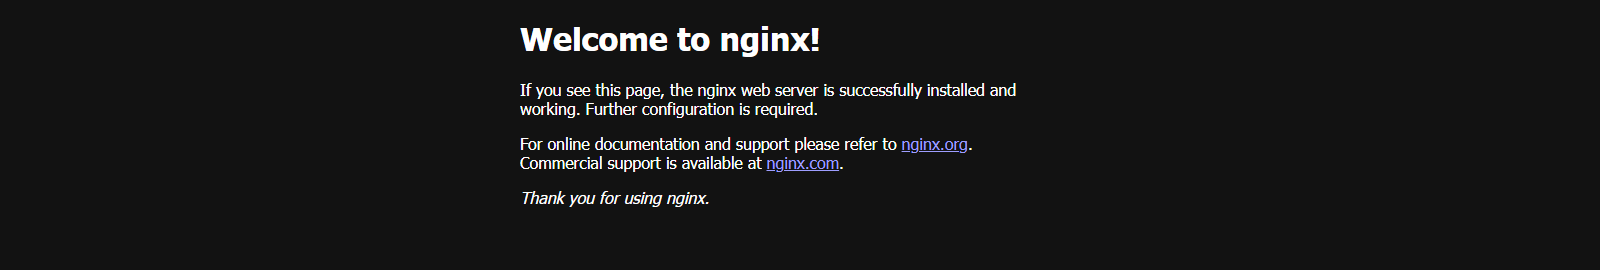 Welcome to nginx!
If you see this page, the nginx web server is successfully installed and
working. Further configuration is required.
For online documentation and support please refer to nginx.org.
Commercial support is available at nginx.com.
Thank you for using nginx.